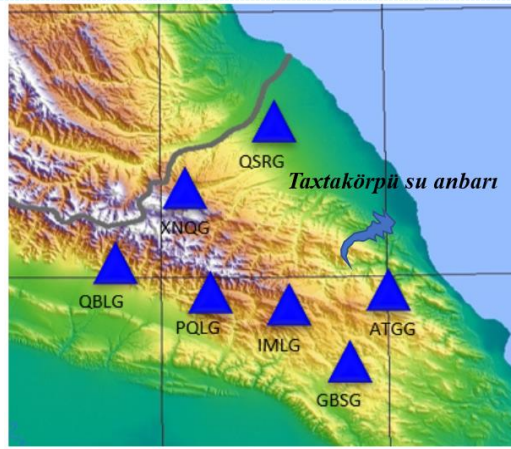 QSRG
Taxtakörpü su anbarı
XNQG
QBLG
PQLG
ATGG
IMLG
GBSG